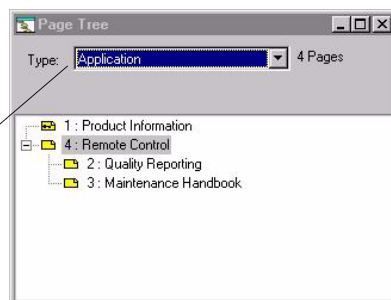 Page Tree
Type: Application 4 Pages
1 : Product Information
4 : Remote Control
2 : Quality Reporting
3 : Maintenance Handbook